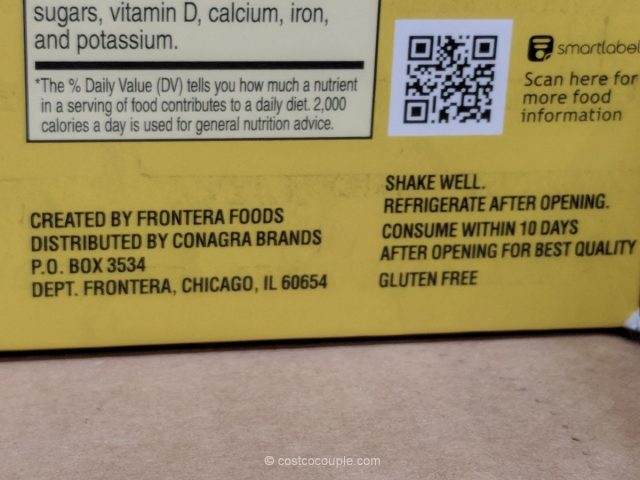 sugars, vitamin D, calcium, iron,
and potassium.
*The % Daily Value (DV) tells you how much a nutrient
in a serving of food contributes to a daily diet. 2,000
calories a day is used for general nutrition advice.
smartlabel
Scan here for
more food
information
CREATED BY FRONTERA FOODS
DISTRIBUTED BY CONAGRA BRANDS
P.O. BOX 3534
DEPT. FRONTERA, CHICAGO, IL 60654
SHAKE WELL.
REFRIGERATE AFTER OPENING.
CONSUME WITHIN 10 DAYS
AFTER OPENING FOR BEST QUALITY
GLUTEN FREE
© costcocouple.com